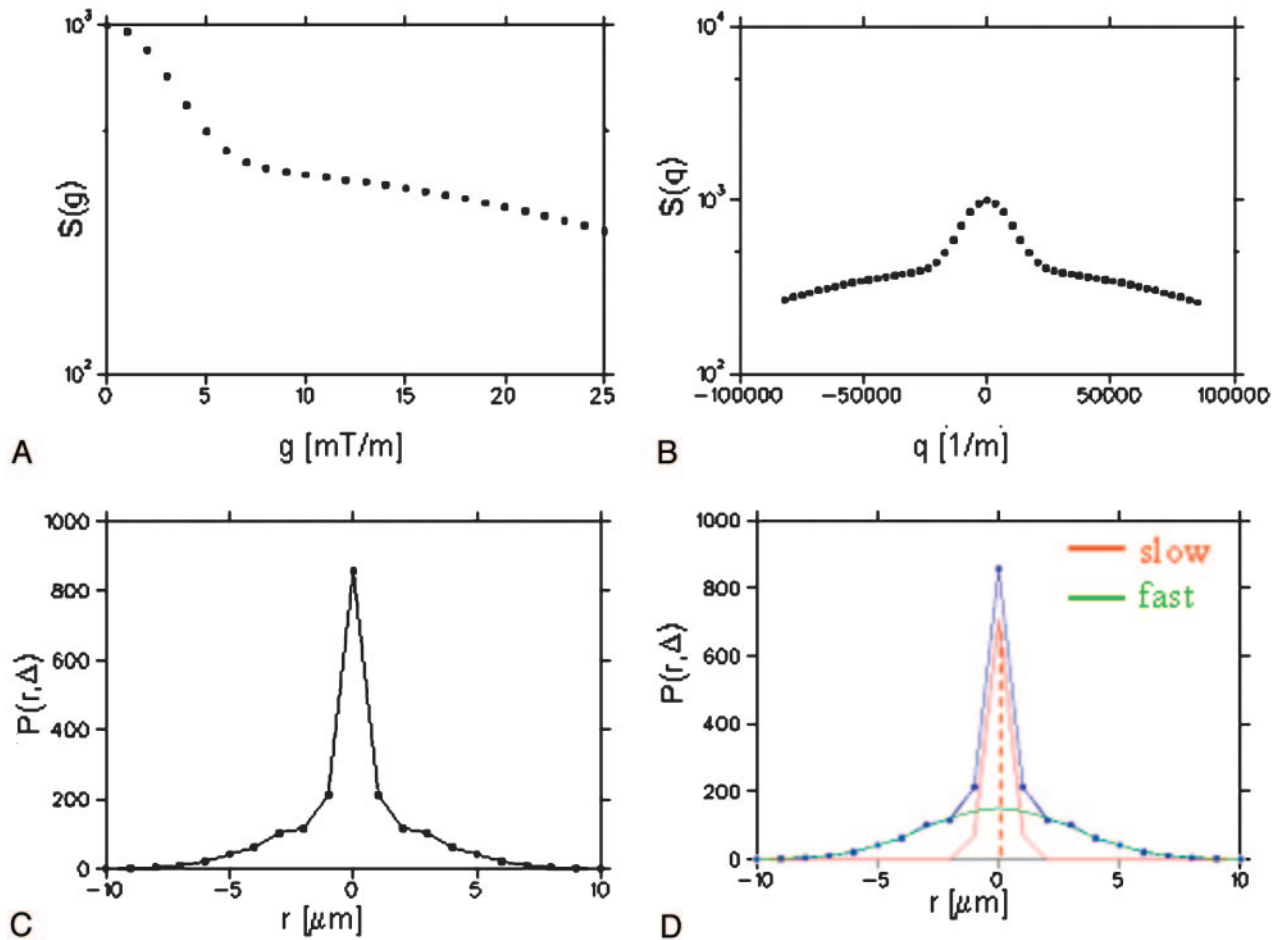 10³
S(g)
10²
0 5 10 15 20 25
g [mT/m]
A
10⁴
S(q)
10³
10²
−100000 −50000 0 50000 100000
q [1/m]
B
1000
800
P(r,Δ)
600
400
200
0
−10 −5 0 5 10
r [μm]
C
1000
slow
800
fast
P(r,Δ)
600
400
200
0
−10 −5 0 5 10
r [μm]
D